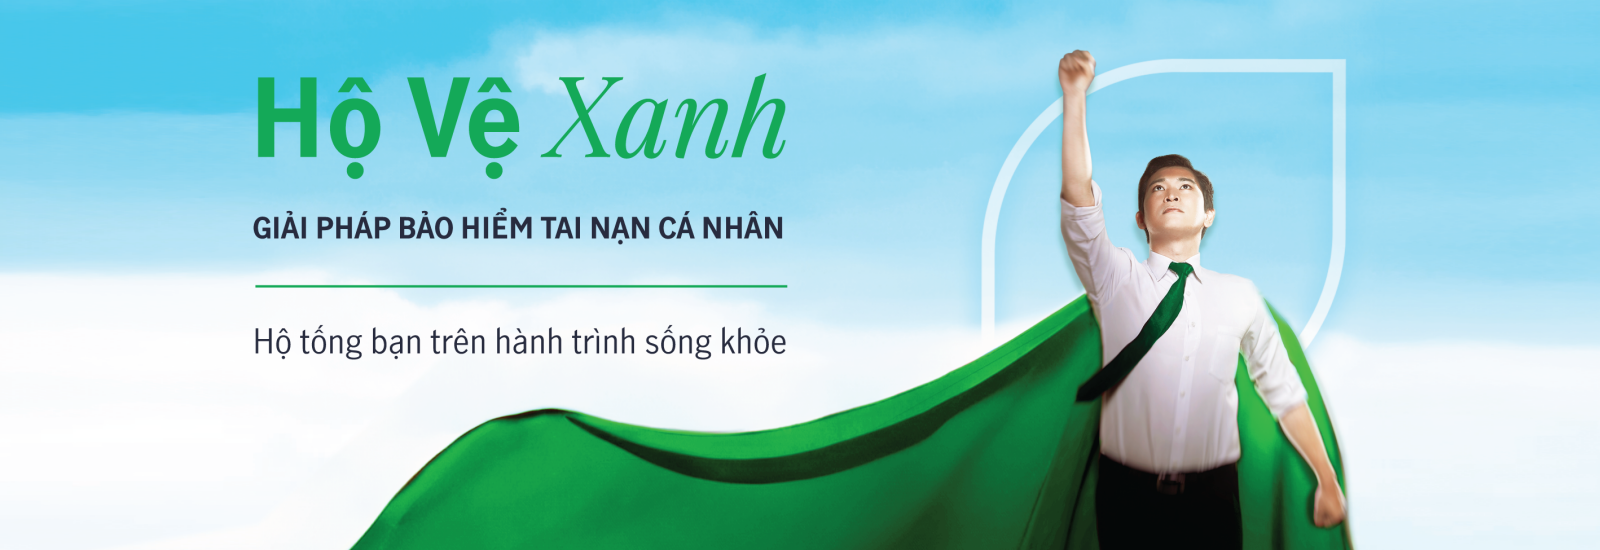 Hộ Vệ Xanh
GIẢI PHÁP BẢO HIỂM TAI NẠN CÁ NHÂN
Hộ tống bạn trên hành trình sống khỏe